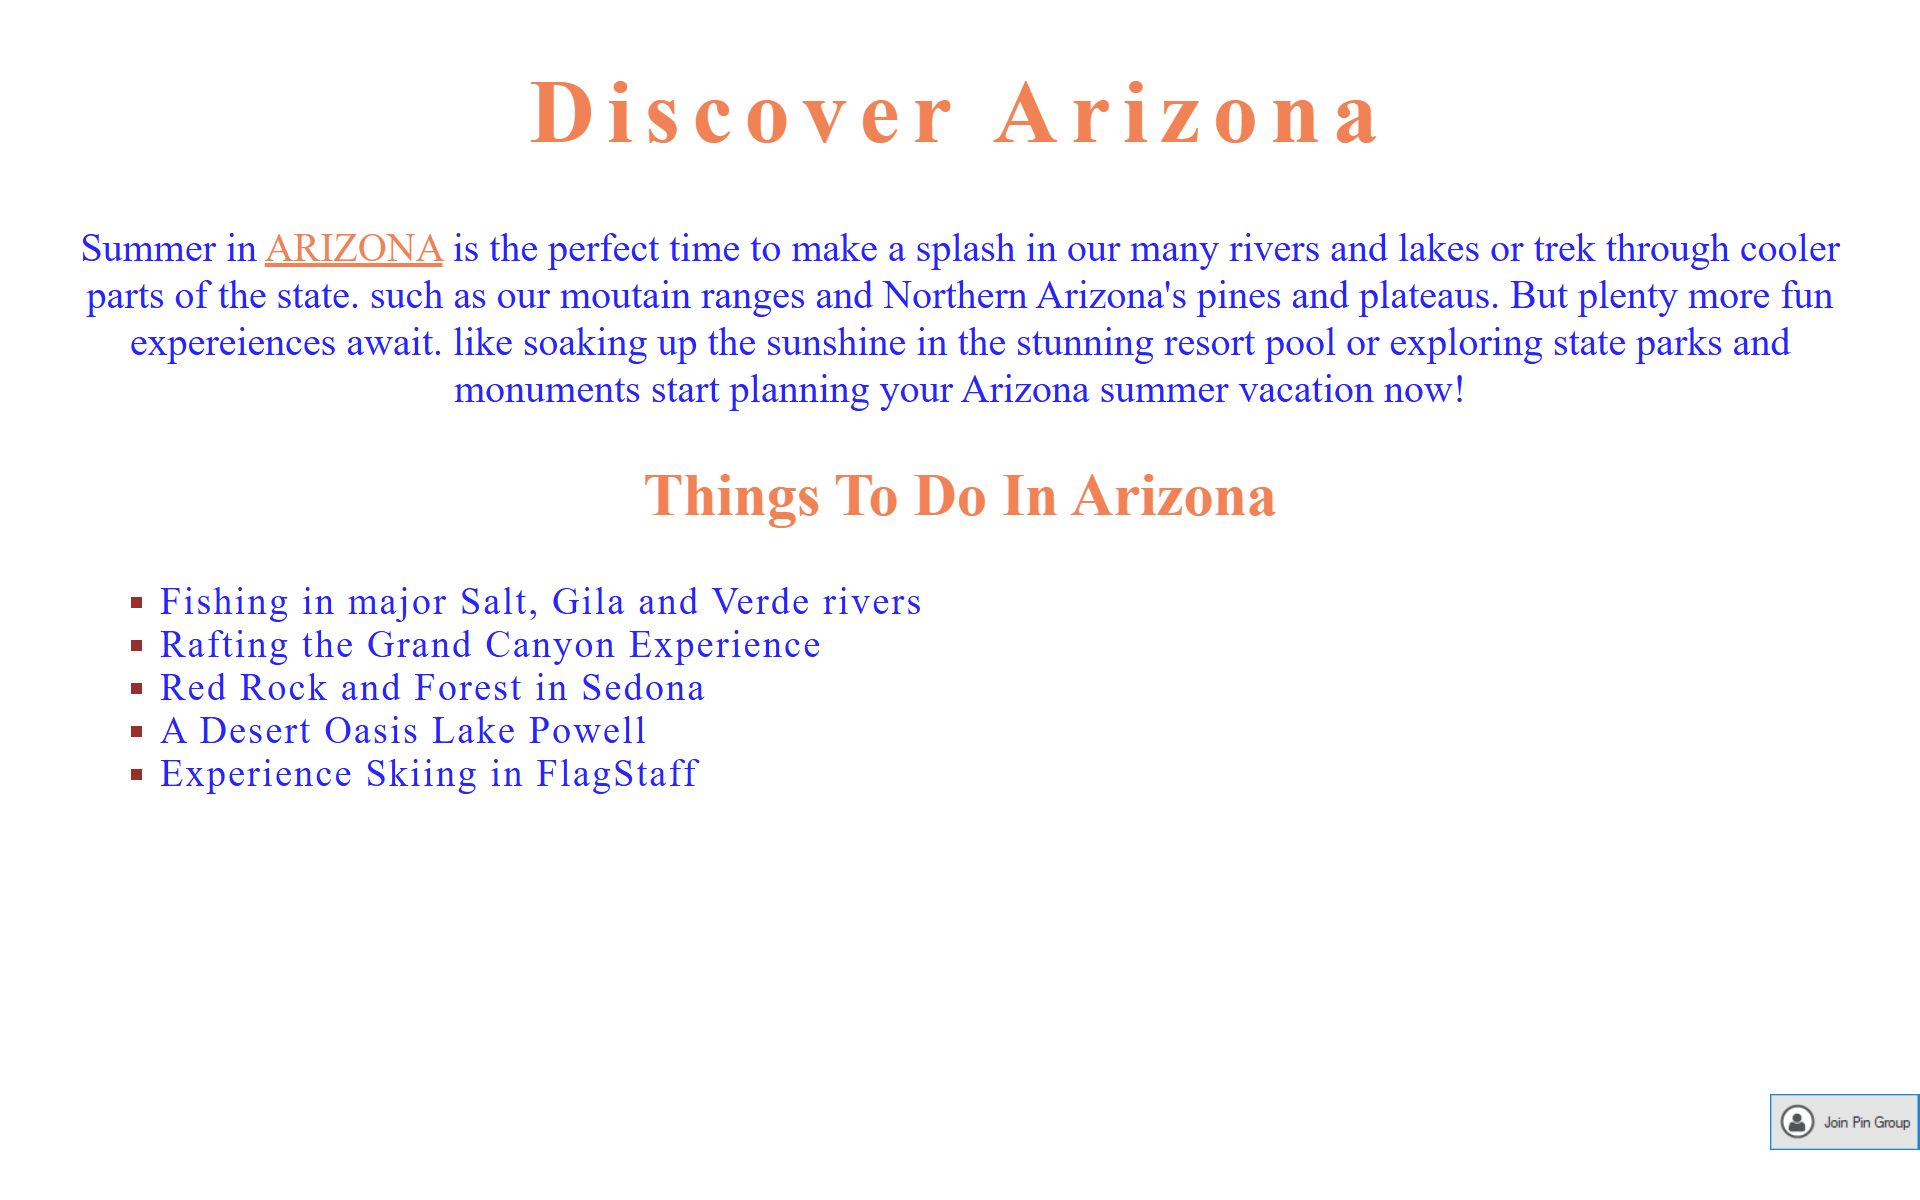 Discover Arizona
Summer in ARIZONA is the perfect time to make a splash in our many rivers and lakes or trek through cooler
parts of the state. such as our moutain ranges and Northern Arizona's pines and plateaus. But plenty more fun
expereiences await. like soaking up the sunshine in the stunning resort pool or exploring state parks and
monuments start planning your Arizona summer vacation now!
Things To Do In Arizona
Fishing in major Salt, Gila and Verde rivers
Rafting the Grand Canyon Experience
Red Rock and Forest in Sedona
A Desert Oasis Lake Powell
Experience Skiing in FlagStaff
Join Pin Group